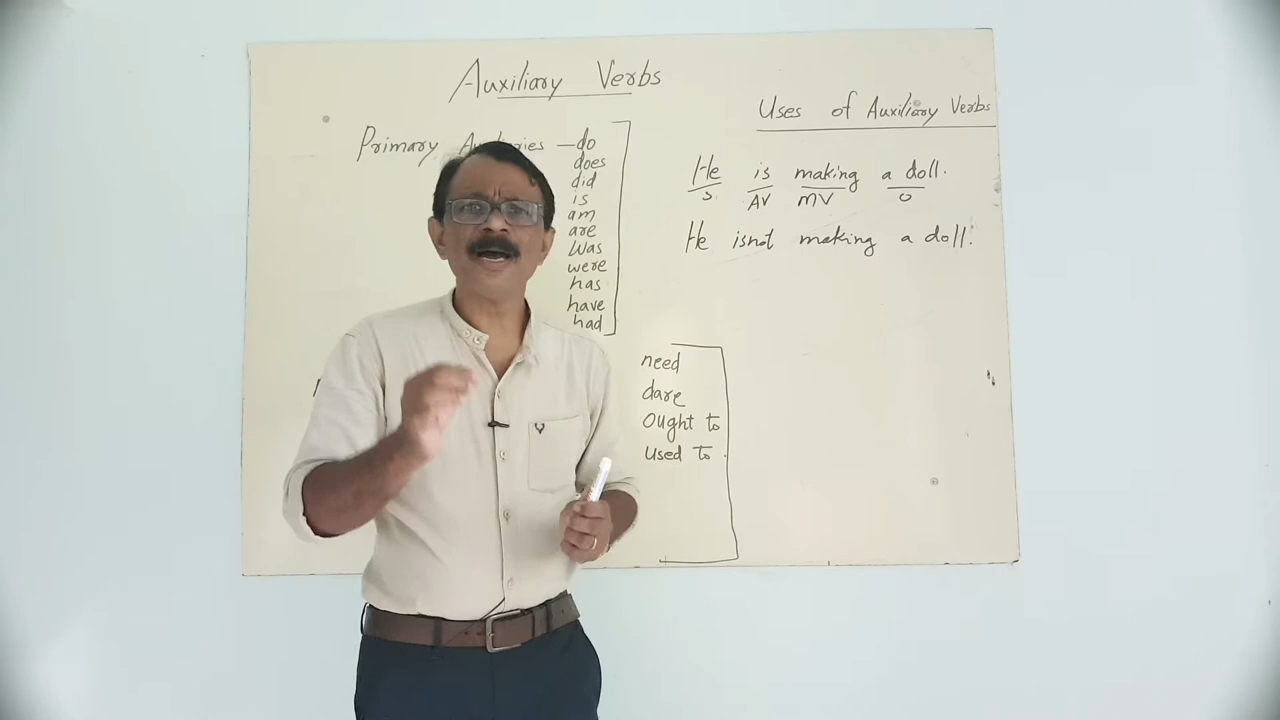 Auxiliary Verbs
Primary Auxiliaries — do
does
did
is
am
are
was
were
has
have
had
need
dare
Ought to
Used to
Uses of Auxiliary Verbs
He is making a doll.
S AV MV O
He isnot making a doll.